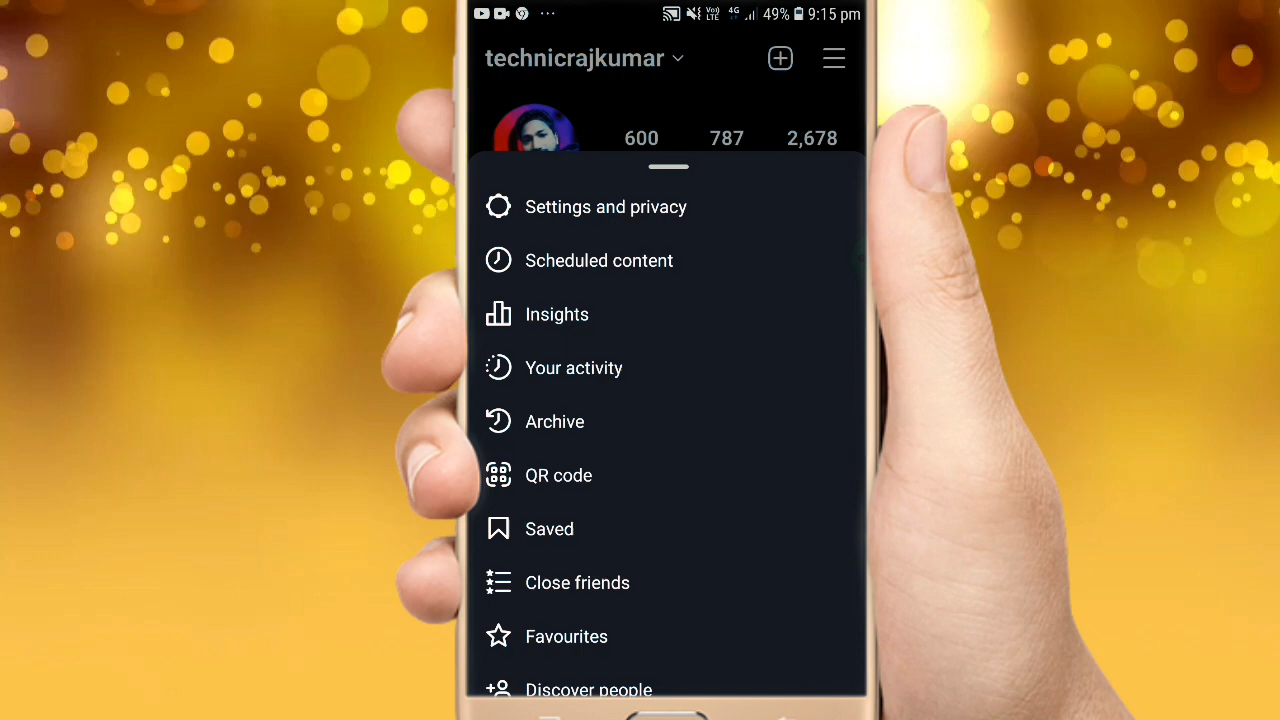 49% 9:15 pm
technicrajkumar
600 787 2,678
Settings and privacy
Scheduled content
Insights
Your activity
Archive
QR code
Saved
Close friends
Favourites
Discover people